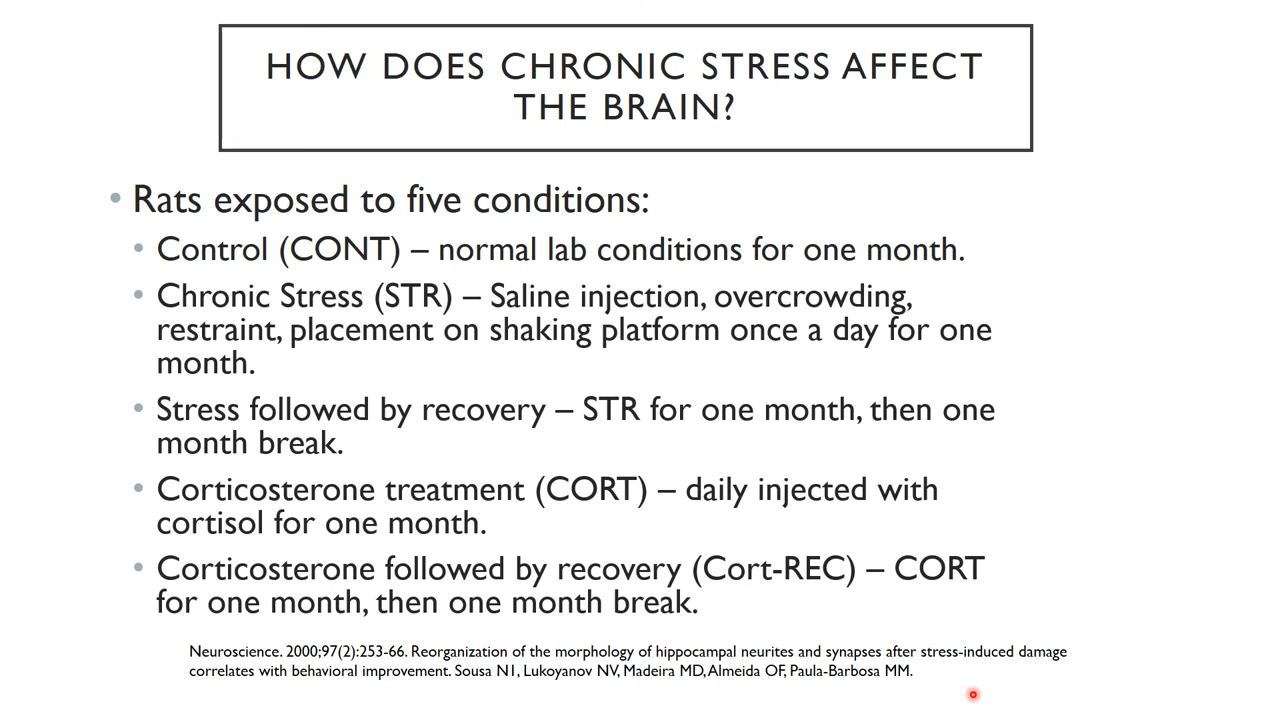 HOW DOES CHRONIC STRESS AFFECT
THE BRAIN?
• Rats exposed to five conditions:
• Control (CONT) – normal lab conditions for one month.
• Chronic Stress (STR) – Saline injection, overcrowding,
restraint, placement on shaking platform once a day for one
month.
• Stress followed by recovery – STR for one month, then one
month break.
• Corticosterone treatment (CORT) – daily injected with
cortisol for one month.
• Corticosterone followed by recovery (Cort-REC) – CORT
for one month, then one month break.
Neuroscience. 2000;97(2):253-66. Reorganization of the morphology of hippocampal neurites and synapses after stress-induced damage
correlates with behavioral improvement. Sousa N1, Lukoyanov NV, Madeira MD, Almeida OF, Paula-Barbosa MM.